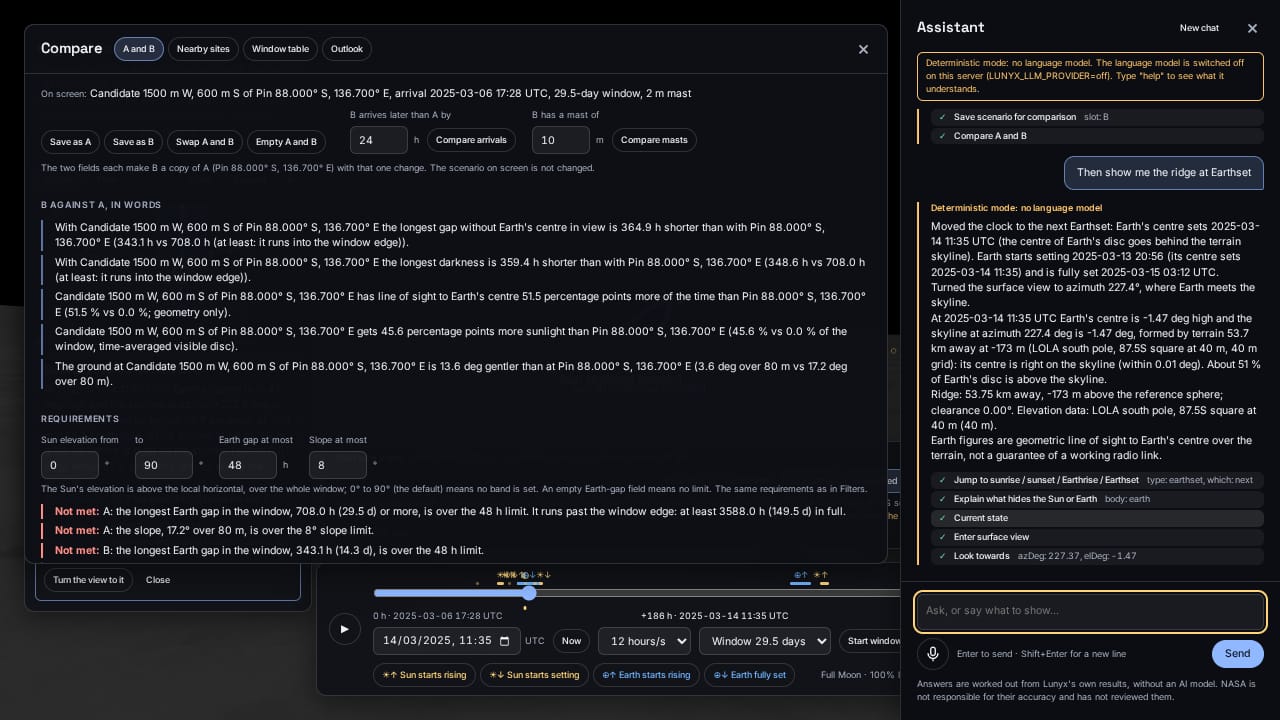 Compare
A and B
Nearby sites
Window table
Outlook
On screen: Candidate 1500 m W, 600 m S of Pin 88.000° S, 136.700° E, arrival 2025-03-06 17:28 UTC, 29.5-day window, 2 m mast
B arrives later than A by
B has a mast of
Save as A
Save as B
Swap A and B
Empty A and B
24 h
Compare arrivals
10 m
Compare masts
The two fields each make B a copy of A (Pin 88.000° S, 136.700° E) with that one change. The scenario on screen is not changed.
B AGAINST A, IN WORDS
With Candidate 1500 m W, 600 m S of Pin 88.000° S, 136.700° E the longest gap without Earth's centre in view is 364.9 h shorter than with Pin 88.000° S,
136.700° E (343.1 h vs 708.0 h (at least: it runs into the window edge)).
With Candidate 1500 m W, 600 m S of Pin 88.000° S, 136.700° E the longest darkness is 359.4 h shorter than with Pin 88.000° S, 136.700° E (348.6 h vs 708.0 h
(at least: it runs into the window edge)).
Candidate 1500 m W, 600 m S of Pin 88.000° S, 136.700° E has line of sight to Earth's centre 51.5 percentage points more of the time than Pin 88.000° S, 136.700°
E (51.5 % vs 0.0 %; geometry only).
Candidate 1500 m W, 600 m S of Pin 88.000° S, 136.700° E gets 45.6 percentage points more sunlight than Pin 88.000° S, 136.700° E (45.6 % vs 0.0 % of the
window, time-averaged visible disc).
The ground at Candidate 1500 m W, 600 m S of Pin 88.000° S, 136.700° E is 13.6 deg gentler than at Pin 88.000° S, 136.700° E (3.6 deg over 80 m vs 17.2 deg
over 80 m).
REQUIREMENTS
Sun elevation from
to
Earth gap at most
Slope at most
0 °
90 °
48 h
8 °
The Sun's elevation is above the local horizontal, over the whole window; 0° to 90° (the default) means no band is set. An empty Earth-gap field means no limit. The same requirements as in Filters.
Not met: A: the longest Earth gap in the window, 708.0 h (29.5 d) or more, is over the 48 h limit. It runs past the window edge: at least 3588.0 h (149.5 d) in full.
Not met: A: the slope, 17.2° over 80 m, is over the 8° slope limit.
Not met: B: the longest Earth gap in the window, 343.1 h (14.3 d), is over the 48 h limit.
Turn the view to it
Close
0 h · 2025-03-06 17:28 UTC
+186 h · 2025-03-14 11:35 UTC
14/03/2025, 11:35
UTC
Now
12 hours/s
Window 29.5 days
Start window
☀↑ Sun starts rising
☀↓ Sun starts setting
⊕↑ Earth starts rising
⊕↓ Earth fully set
Full Moon · 100%
Assistant
New chat
Deterministic mode: no language model. The language model is switched off
on this server (LUNYX_LLM_PROVIDER=off). Type "help" to see what it
understands.
✓ Save scenario for comparison slot: B
✓ Compare A and B
Then show me the ridge at Earthset
Deterministic mode: no language model
Moved the clock to the next Earthset: Earth's centre sets 2025-03-
14 11:35 UTC (the centre of Earth's disc goes behind the terrain
skyline). Earth starts setting 2025-03-13 20:56 (its centre sets
2025-03-14 11:35) and is fully set 2025-03-15 03:12 UTC.
Turned the surface view to azimuth 227.4°, where Earth meets the
skyline.
At 2025-03-14 11:35 UTC Earth's centre is -1.47 deg high and the
skyline at azimuth 227.4 deg is -1.47 deg, formed by terrain 53.7
km away at -173 m (LOLA south pole, 87.5S square at 40 m, 40 m
grid): its centre is right on the skyline (within 0.01 deg). About 51 %
of Earth's disc is above the skyline.
Ridge: 53.75 km away, -173 m above the reference sphere;
clearance 0.00°. Elevation data: LOLA south pole, 87.5S square at
40 m (40 m).
Earth figures are geometric line of sight to Earth's centre over the
terrain, not a guarantee of a working radio link.
✓ Jump to sunrise / sunset / Earthrise / Earthset type: earthset, which: next
✓ Explain what hides the Sun or Earth body: earth
✓ Current state
✓ Enter surface view
✓ Look towards azDeg: 227.37, elDeg: -1.47
Ask, or say what to show...
Enter to send · Shift+Enter for a new line
Send
Answers are worked out from Lunyx's own results, without an AI model. NASA is
not responsible for their accuracy and has not reviewed them.